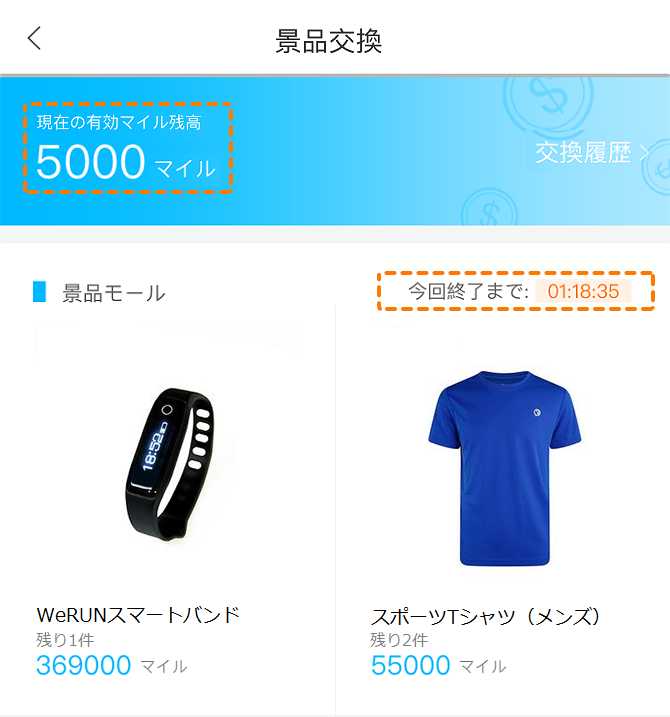 景品交換
現在の有効マイル残高
5000 マイル
交換履歴
景品モール
今回終了まで: 01:18:35
18:52
WeRUNスマートバンド
スポーツTシャツ（メンズ）
残り1件
残り2件
369000 マイル
55000 マイル